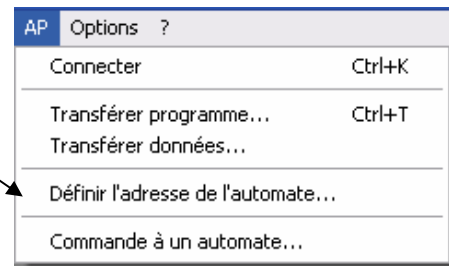 AP Options ?
Connecter Ctrl+K
Transférer programme... Ctrl+T
Transférer données...
Définir l'adresse de l'automate...
Commande à un automate...